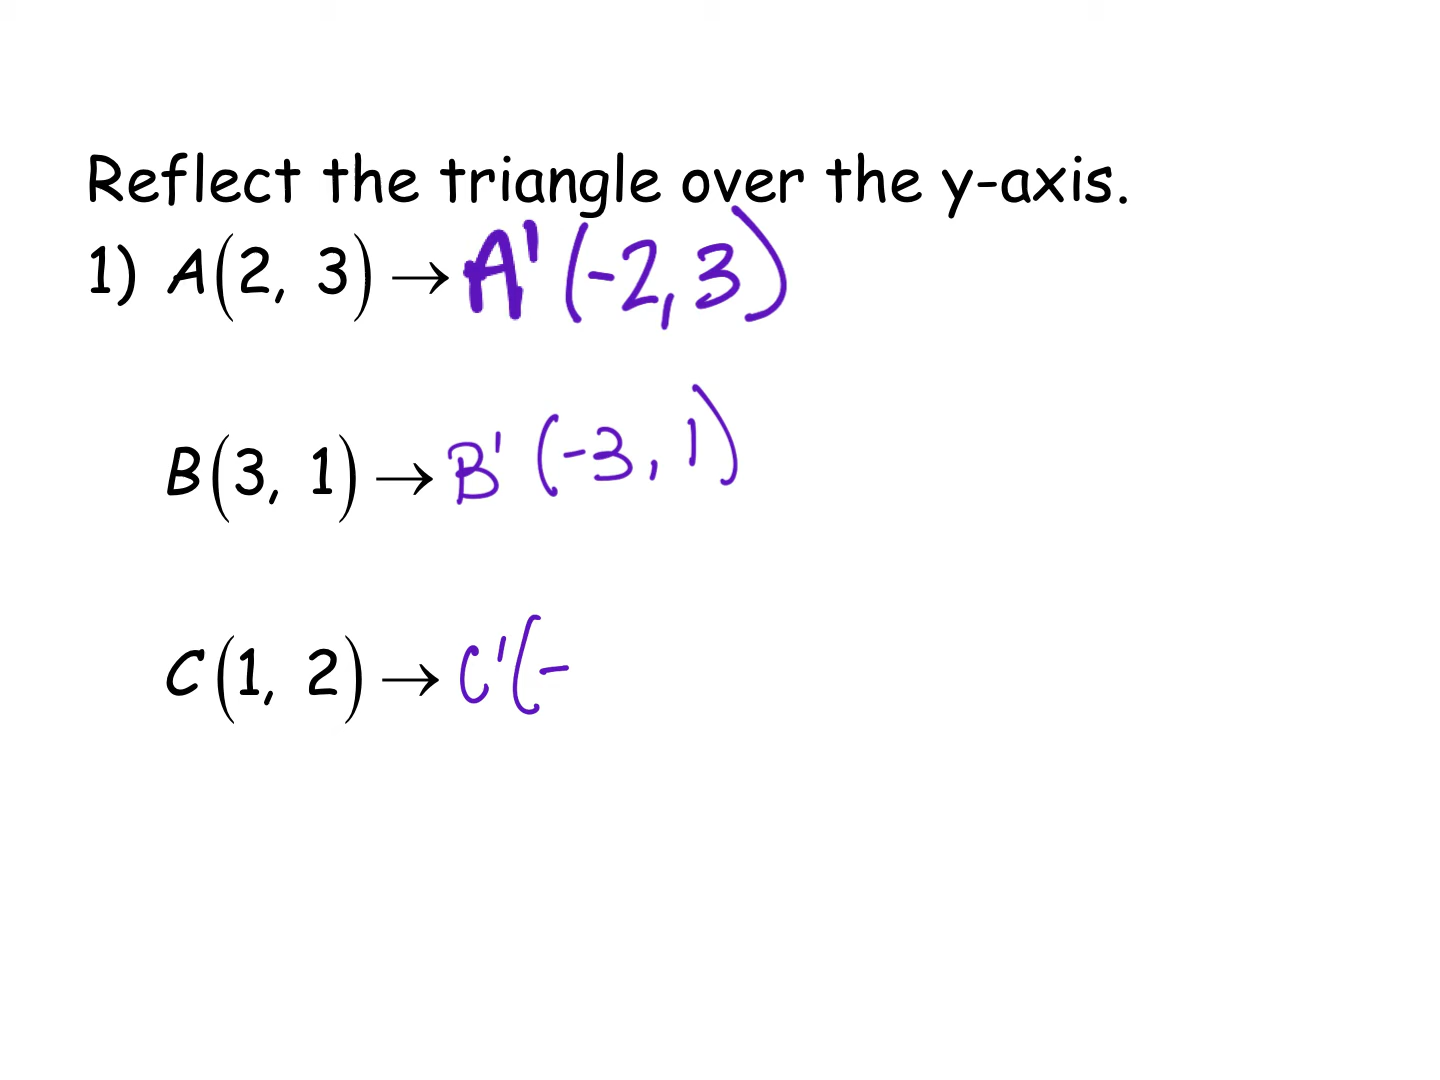 Reflect the triangle over the y-axis.
1) A(2, 3) → A' (-2, 3)
B(3, 1) → B' (-3, 1)
C(1, 2) → C'(-